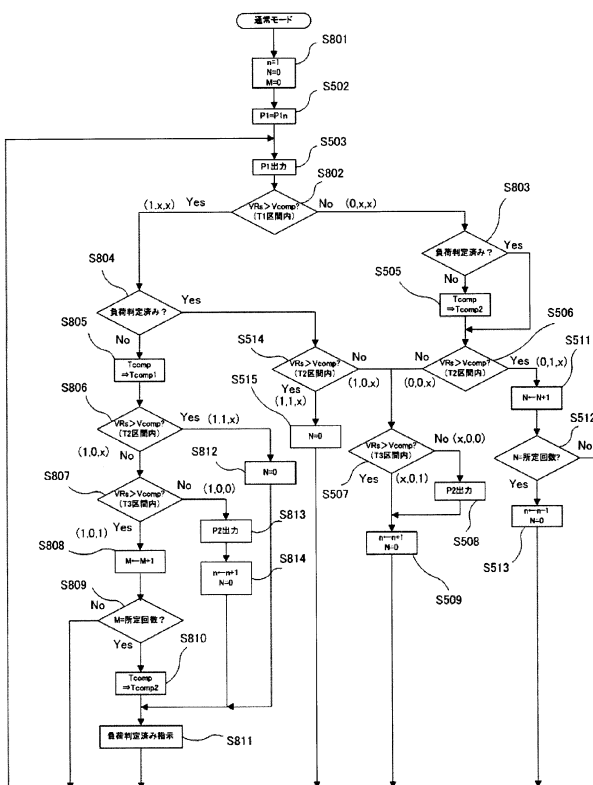 通常モード
S801
n=1
N=0
M=0
S502
P1=P1n
S503
P1出力
S802
VRs>Vcomp?
(T1区間内)
(1,x,x)
Yes
No
(0,x,x)
S803
負荷判定済み?
Yes
No
S804
負荷判定済み?
Yes
No
S505
Tcomp
⇒Tcomp2
S506
S805
Tcomp
⇒Tcomp1
S514
VRs>Vcomp?
(T2区間内)
No
(1,0,x)
Yes
(1,1,x)
No
(0,0,x)
VRs>Vcomp?
(T2区間内)
Yes
(0,1,x)
S511
N←N+1
S806
VRs>Vcomp?
(T2区間内)
Yes
(1,1,x)
(1,0,x)
No
S515
N=0
S812
N=0
S507
VRs>Vcomp?
(T3区間内)
No
(x,0,0)
Yes
(x,0,1)
P2出力
S508
S512
N=所定回数?
No
Yes
S807
VRs>Vcomp?
(T3区間内)
No
(1,0,0)
Yes
(1,0,1)
S813
P2出力
S808
M←M+1
S814
n←n+1
N=0
n←n+1
N=0
S509
n←n-1
N=0
S513
S809
M=所定回数?
No
Yes
S810
Tcomp
⇒Tcomp2
負荷判定済み指示
S811